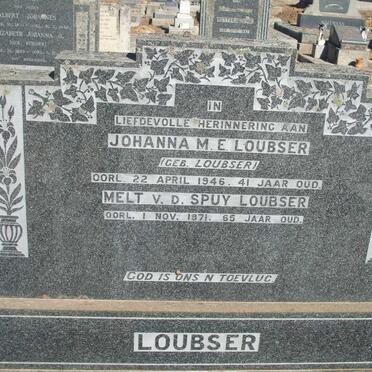 IN
LIEFDEVOLLE HERINNERING AAN
JOHANNA M. E. LOUBSER
(GEB. LOUBSER)
OORL. 22 APRIL 1946. 41 JAAR OUD.
MELT V. D. SPUY LOUBSER
OORL. 1 NOV. 1971. 65 JAAR OUD.
GOD IS ONS N TOEVLUG
LOUBSER